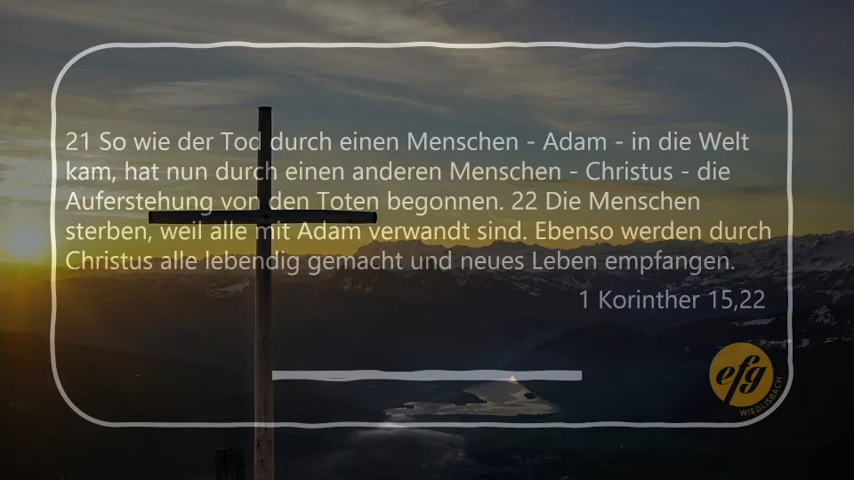 21 So wie der Tod durch einen Menschen - Adam - in die Welt
kam, hat nun durch einen anderen Menschen - Christus - die
Auferstehung von den Toten begonnen. 22 Die Menschen
sterben, weil alle mit Adam verwandt sind. Ebenso werden durch
Christus alle lebendig gemacht und neues Leben empfangen.
1 Korinther 15,22
efg
WIEDLISBACH